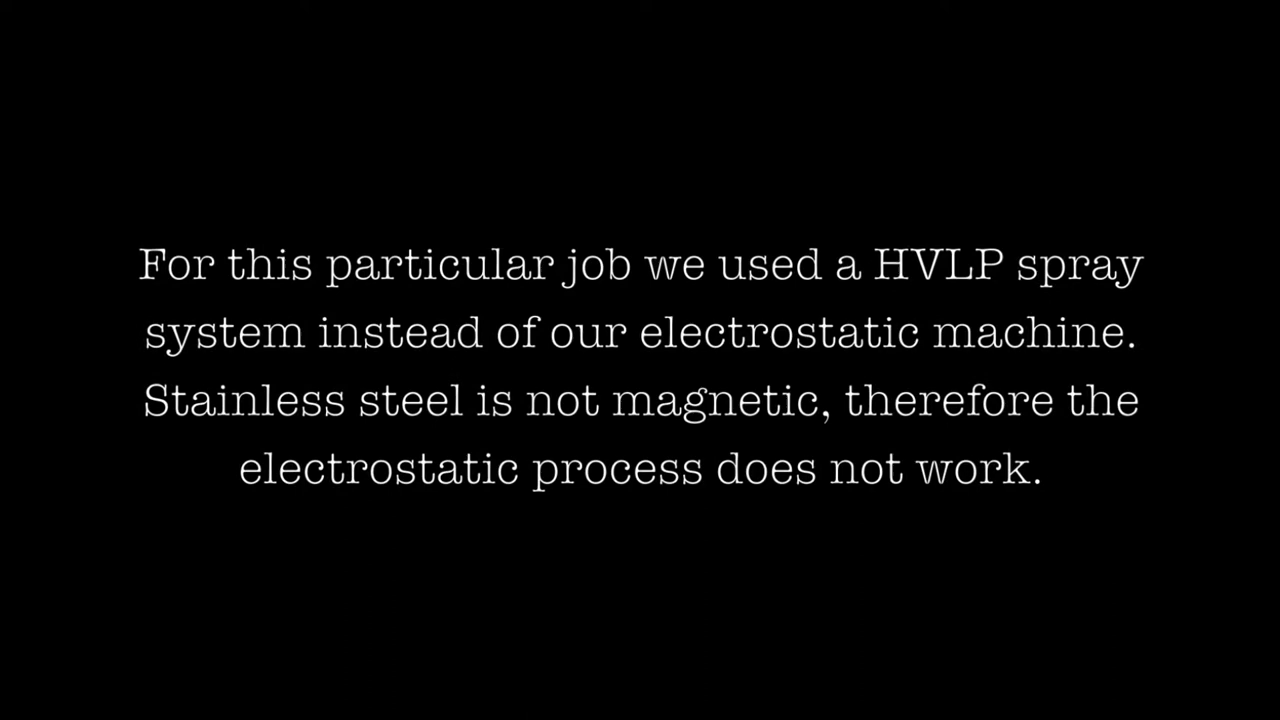 For this particular job we used a HVLP spray
system instead of our electrostatic machine.
Stainless steel is not magnetic, therefore the
electrostatic process does not work.